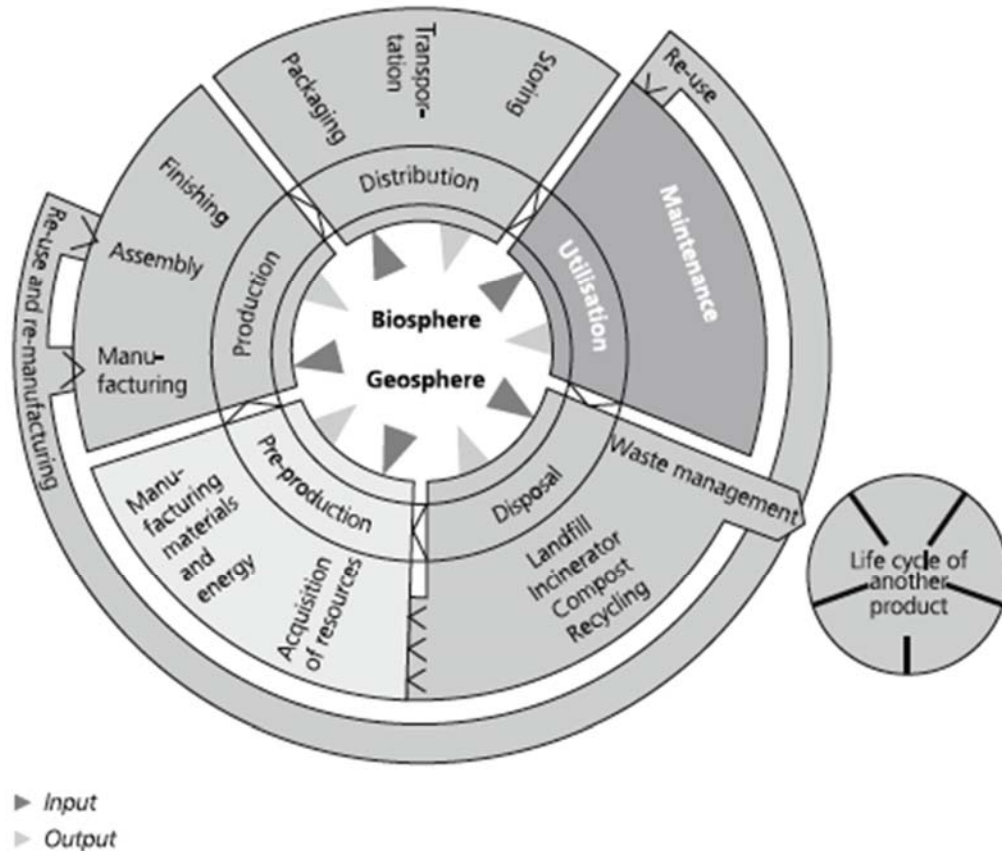 Packaging
Transpor-
tation
Storing
Distribution
Re-use
Maintenance
Utilisation
Finishing
Assembly
Manu-
facturing
Production
Re-use and re-manufacturing
Biosphere
Geosphere
Pre-production
Manu-
facturing
materials
and
energy
Acquisition
of resources
Disposal
Waste management
Landfill
Incinerator
Compost
Recycling
Life cycle of
another
product
Input
Output